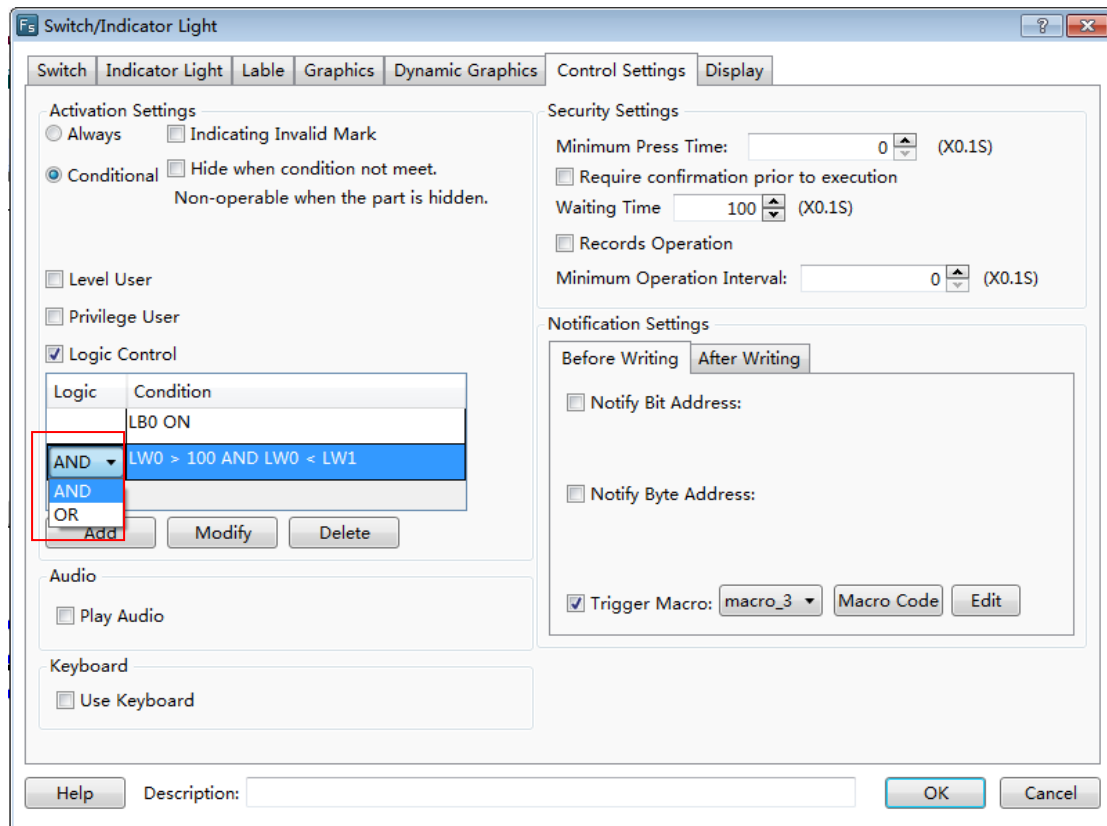 Fs Switch/Indicator Light
Switch Indicator Light Lable Graphics Dynamic Graphics Control Settings Display
Activation Settings
Always Indicating Invalid Mark
Conditional Hide when condition not meet.
Non-operable when the part is hidden.
Level User
Privilege User
Logic Control
Logic Condition
LB0 ON
AND LW0 > 100 AND LW0 < LW1
AND
OR
Add Modify Delete
Audio
Play Audio
Keyboard
Use Keyboard
Security Settings
Minimum Press Time: 0 (X0.1S)
Require confirmation prior to execution
Waiting Time 100 (X0.1S)
Records Operation
Minimum Operation Interval: 0 (X0.1S)
Notification Settings
Before Writing After Writing
Notify Bit Address:
Notify Byte Address:
Trigger Macro: macro_3 Macro Code Edit
Help Description: OK Cancel